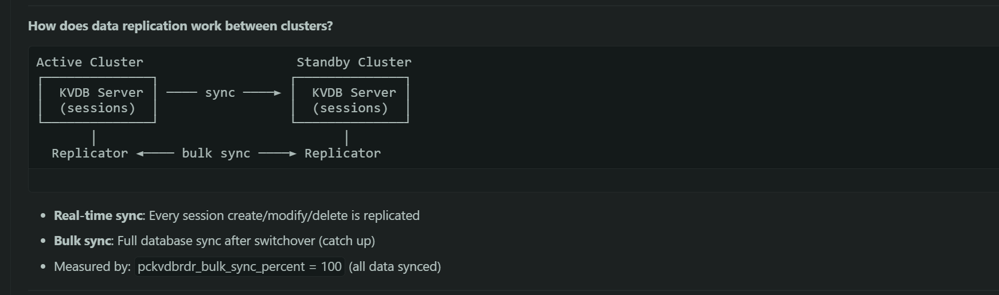 How does data replication work between clusters?
Active Cluster                    Standby Cluster
KVDB Server ──── sync ────► KVDB Server
(sessions)                       (sessions)
Replicator ◄──── bulk sync ────► Replicator
• Real-time sync: Every session create/modify/delete is replicated
• Bulk sync: Full database sync after switchover (catch up)
• Measured by: pckvdbrdr_bulk_sync_percent = 100 (all data synced)